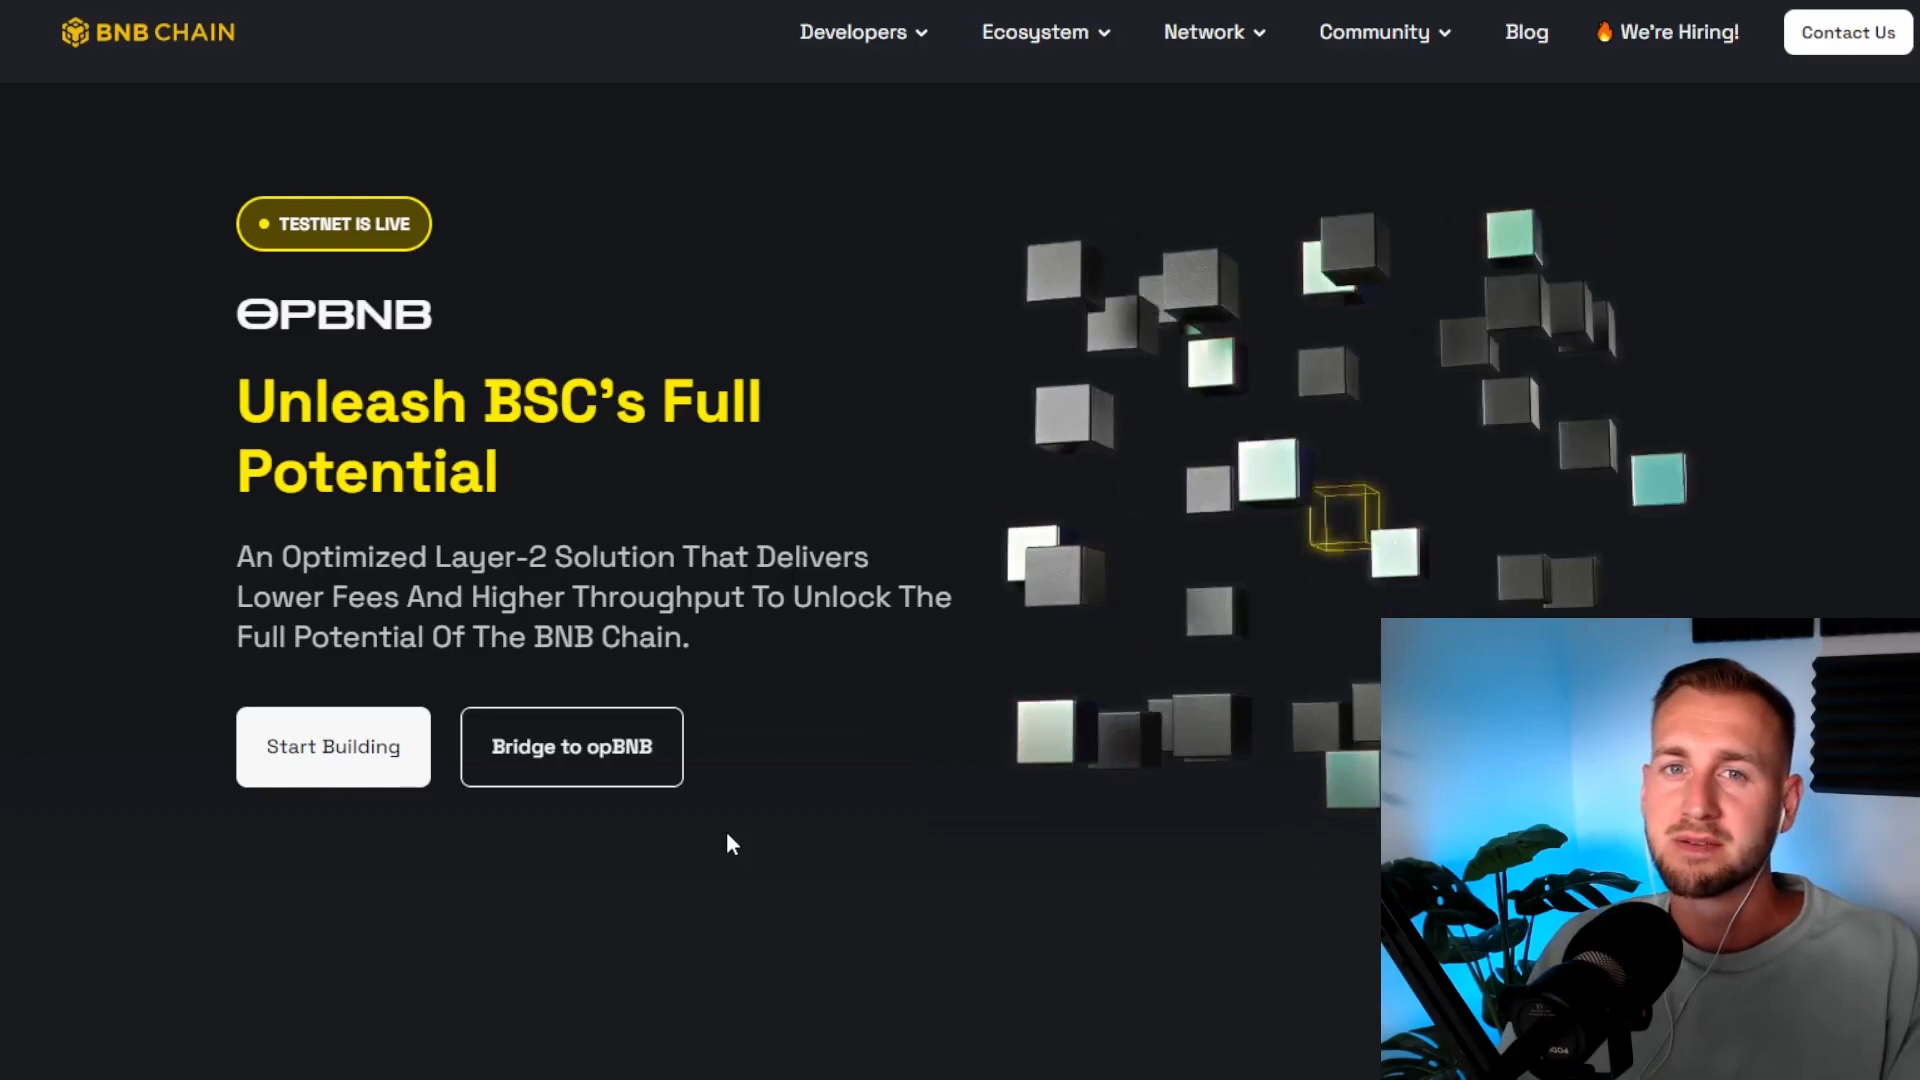 BNB CHAIN
Developers
Ecosystem
Network
Community
Blog
🔥 We're Hiring!
Contact Us
TESTNET IS LIVE
OPBNB
Unleash BSC's Full
Potential
An Optimized Layer-2 Solution That Delivers
Lower Fees And Higher Throughput To Unlock The
Full Potential Of The BNB Chain.
Start Building
Bridge to opBNB